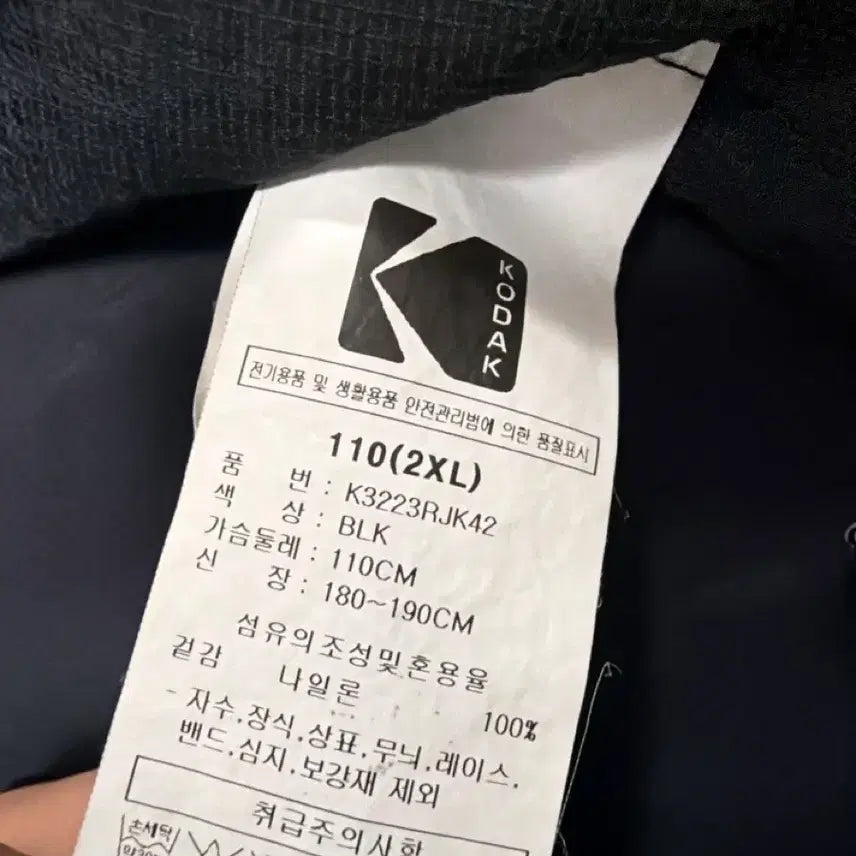 KODAK
전기용품 및 생활용품 안전관리법에 의한 품질표시
110(2XL)
품 번 : K3223RJK42
색 상 : BLK
가슴둘레 : 110CM
신 장 : 180~190CM
섬유의조성및혼용율
겉감 나일론 100%
- 자수.장식.상표.무늬.레이스.
밴드.심지.보강재 제외
취급주의사항
손세탁